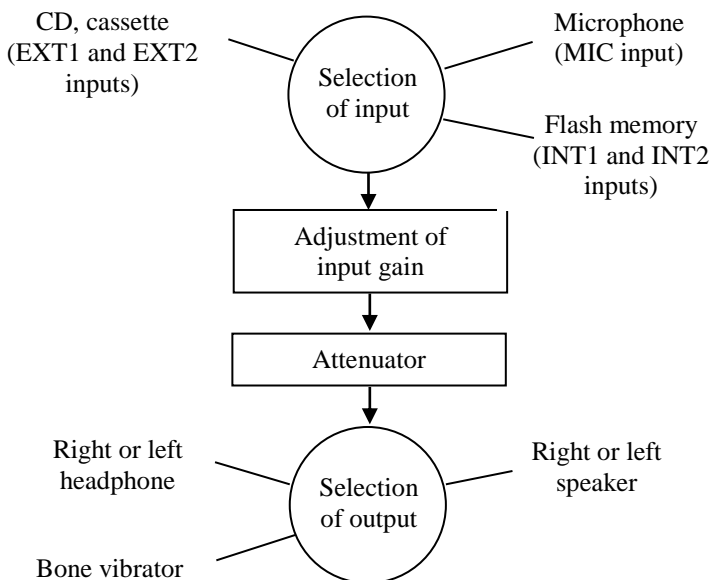 CD, cassette
(EXT1 and EXT2
inputs)
Microphone
(MIC input)
Selection
of input
Flash memory
(INT1 and INT2
inputs)
Adjustment of
input gain
Attenuator
Right or left
headphone
Right or left
speaker
Selection
of output
Bone vibrator